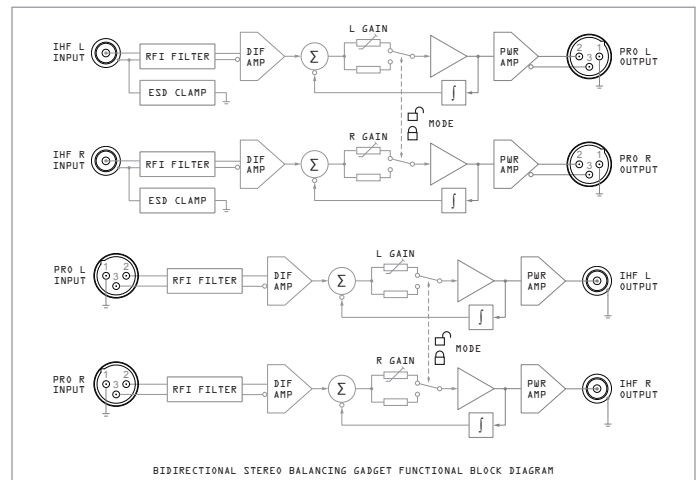 L GAIN
IHF L
INPUT
RFI FILTER
ESD CLAMP
DIF
AMP
Σ
∫
MODE
PWR
AMP
2 1
3
PRO L
OUTPUT
R GAIN
IHF R
INPUT
RFI FILTER
ESD CLAMP
DIF
AMP
Σ
∫
PWR
AMP
2 1
3
PRO R
OUTPUT
L GAIN
PRO L
INPUT
1 2
3
RFI FILTER
DIF
AMP
Σ
∫
MODE
PWR
AMP
IHF L
OUTPUT
R GAIN
PRO R
INPUT
1 2
3
RFI FILTER
DIF
AMP
Σ
∫
PWR
AMP
IHF R
OUTPUT
BIDIRECTIONAL STEREO BALANCING GADGET FUNCTIONAL BLOCK DIAGRAM